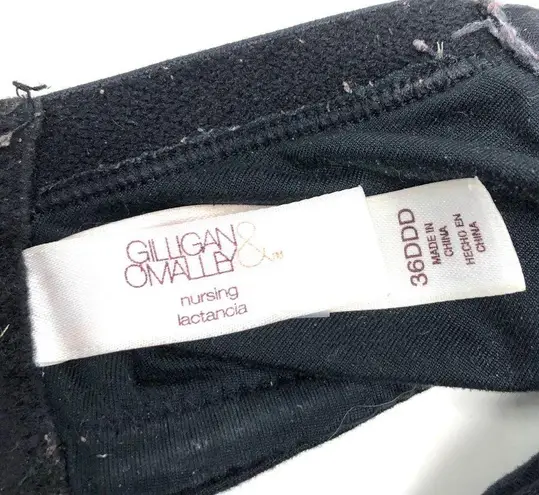 GILLIGAN &
O'MALLEY TM
nursing
lactancia
36DDD
MADE IN
CHINA
HECHO EN
CHINA